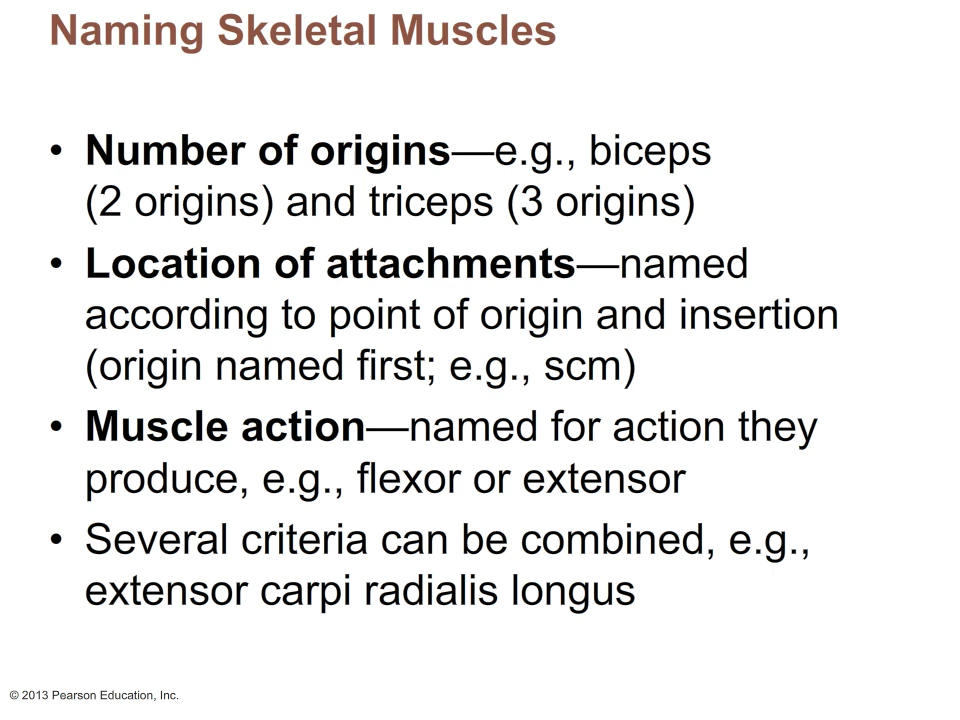 Naming Skeletal Muscles
• Number of origins—e.g., biceps
(2 origins) and triceps (3 origins)
• Location of attachments—named
according to point of origin and insertion
(origin named first; e.g., scm)
• Muscle action—named for action they
produce, e.g., flexor or extensor
• Several criteria can be combined, e.g.,
extensor carpi radialis longus
© 2013 Pearson Education, Inc.